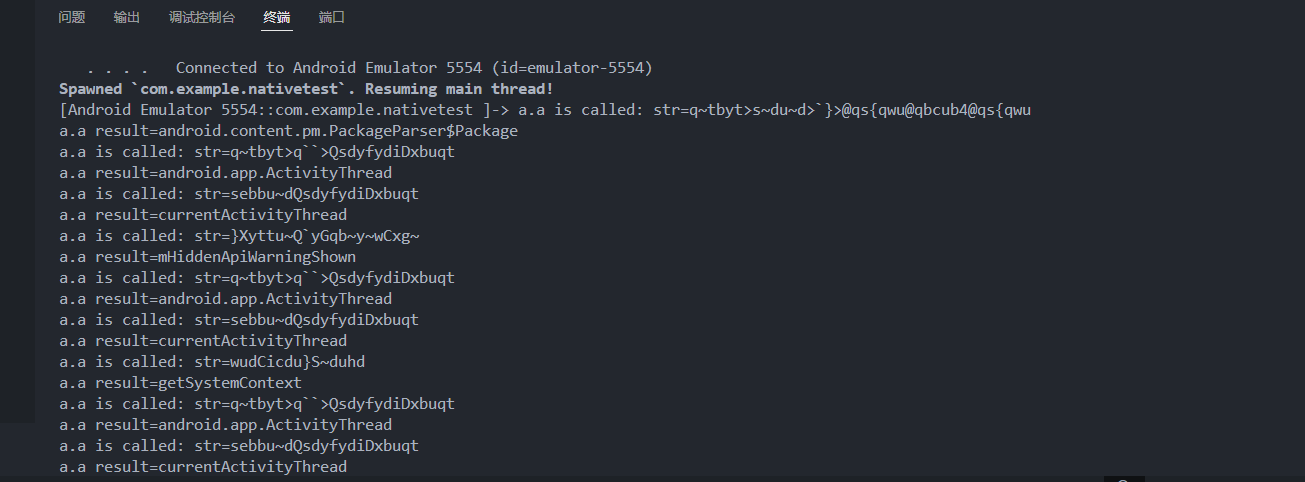 问题 输出 调试控制台 终端 端口
. . . . Connected to Android Emulator 5554 (id=emulator-5554)
Spawned `com.example.nativetest`. Resuming main thread!
[Android Emulator 5554::com.example.nativetest ]-> a.a is called: str=q~tbyt>s~du~d>`}>@qs{qwu@qbcub4@qs{qwu
a.a result=android.content.pm.PackageParser$Package
a.a is called: str=q~tbyt>q``>QsdyfydiDxbuqt
a.a result=android.app.ActivityThread
a.a is called: str=sebbu~dQsdyfydiDxbuqt
a.a result=currentActivityThread
a.a is called: str=}Xyttu~Q`yGqb~y~wCxg~
a.a result=mHiddenApiWarningShown
a.a is called: str=q~tbyt>q``>QsdyfydiDxbuqt
a.a result=android.app.ActivityThread
a.a is called: str=sebbu~dQsdyfydiDxbuqt
a.a result=currentActivityThread
a.a is called: str=wudCicdu}S~duhd
a.a result=getSystemContext
a.a is called: str=q~tbyt>q``>QsdyfydiDxbuqt
a.a result=android.app.ActivityThread
a.a is called: str=sebbu~dQsdyfydiDxbuqt
a.a result=currentActivityThread